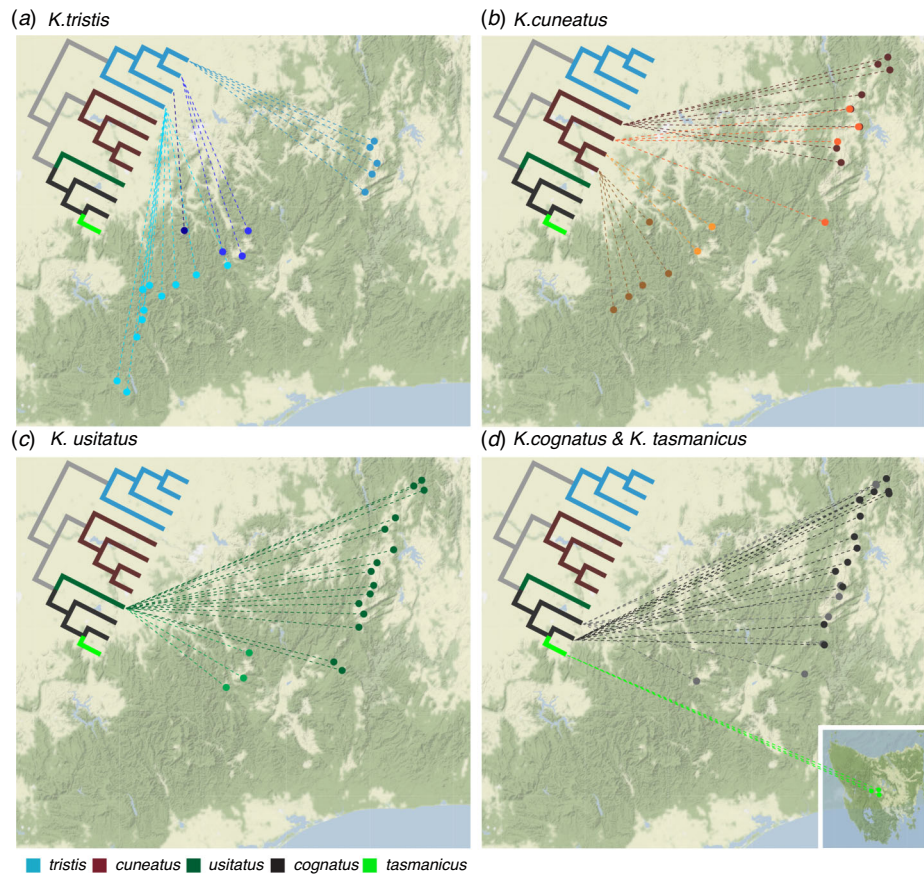 (a) K.tristis
(b) K.cuneatus
(c) K. usitatus
(d) K.cognatus & K. tasmanicus
tristis cuneatus usitatus cognatus tasmanicus